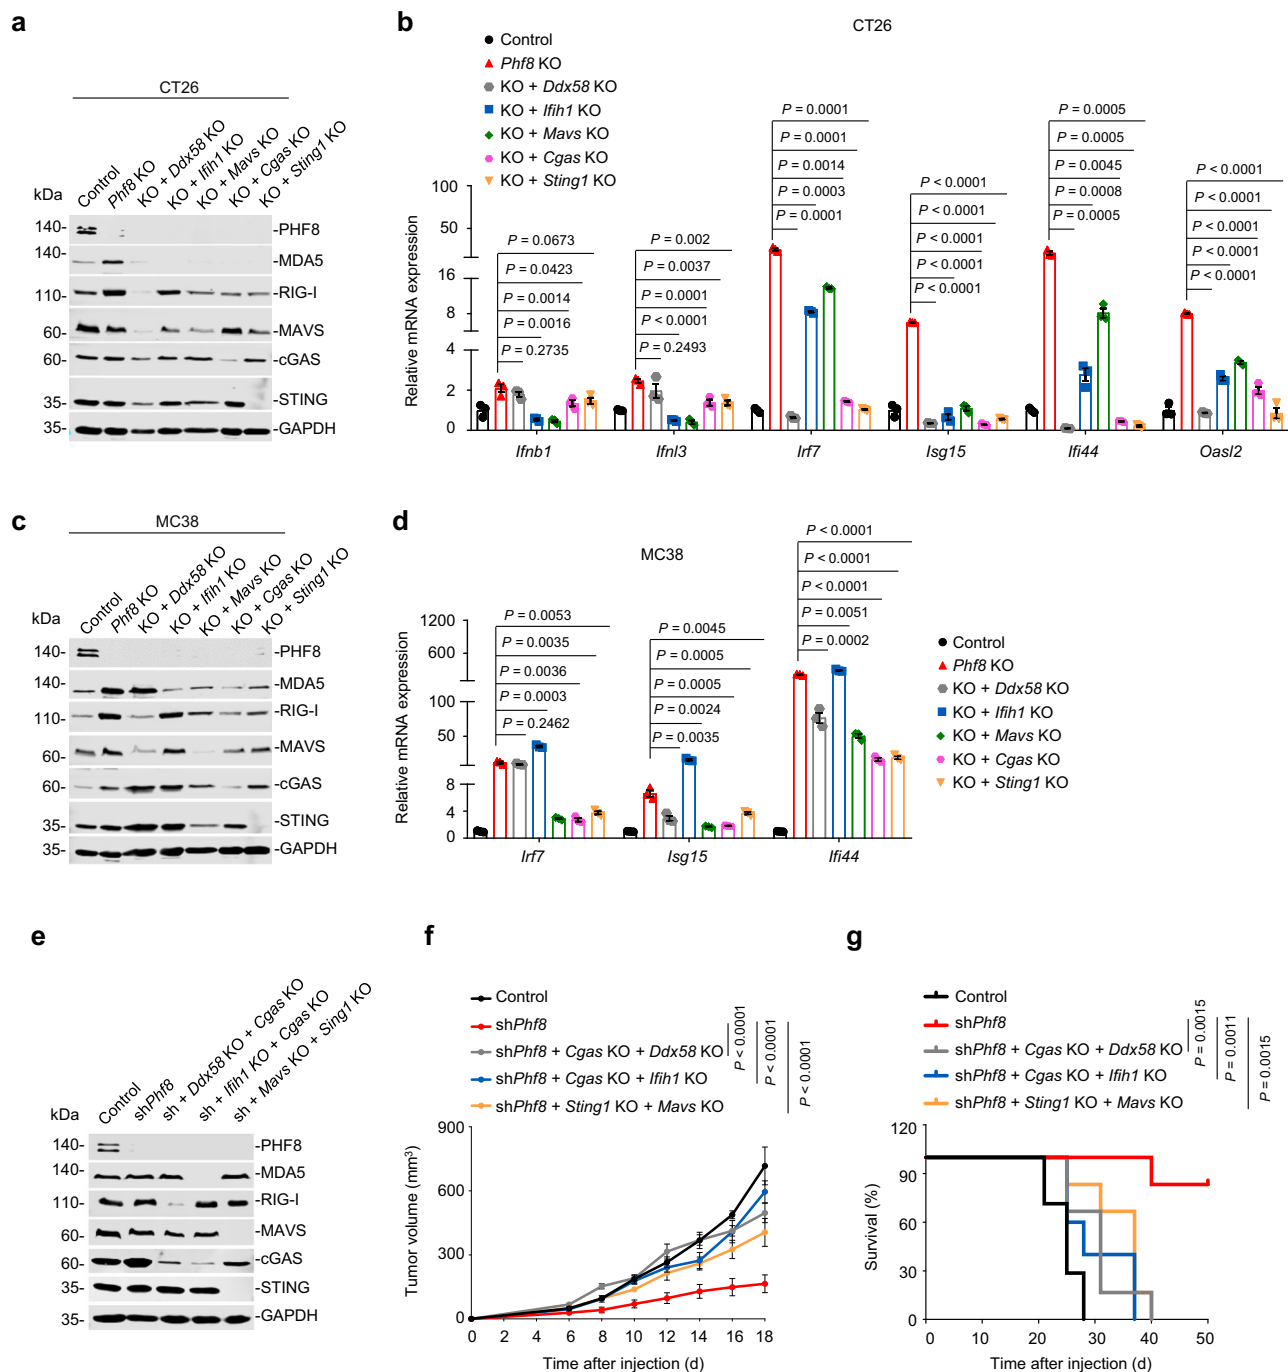 a
CT26
kDa
Control
Phf8 KO
KO + Ddx58 KO
KO + Ifih1 KO
KO + Mavs KO
KO + Cgas KO
KO + Sting1 KO
140- -PHF8
140- -MDA5
110- -RIG-I
60- -MAVS
60- -cGAS
35- -STING
35- -GAPDH
b
CT26
Control
Phf8 KO
KO + Ddx58 KO
KO + Ifih1 KO
KO + Mavs KO
KO + Cgas KO
KO + Sting1 KO
Relative mRNA expression
100
50
16
8
4
2
0
P = 0.0673
P = 0.0423
P = 0.0014
P = 0.0016
P = 0.2735
P = 0.002
P = 0.0037
P = 0.0001
P < 0.0001
P = 0.2493
P = 0.0001
P = 0.0001
P = 0.0014
P = 0.0003
P = 0.0001
P < 0.0001
P < 0.0001
P < 0.0001
P < 0.0001
P < 0.0001
P = 0.0005
P = 0.0005
P = 0.0045
P = 0.0008
P = 0.0005
P < 0.0001
P < 0.0001
P < 0.0001
P < 0.0001
P < 0.0001
Ifnb1 Ifnl3 Irf7 Isg15 Ifi44 Oasl2
c
MC38
kDa
Control
Phf8 KO
KO + Ddx58 KO
KO + Ifih1 KO
KO + Mavs KO
KO + Cgas KO
KO + Sting1 KO
140- -PHF8
140- -MDA5
110- -RIG-I
60- -MAVS
60- -cGAS
35- -STING
35- -GAPDH
d
MC38
Relative mRNA expression
1200
600
100
50
8
4
0
P = 0.0053
P = 0.0035
P = 0.0036
P = 0.0003
P = 0.2462
P = 0.0045
P = 0.0005
P = 0.0005
P = 0.0024
P = 0.0035
P < 0.0001
P < 0.0001
P < 0.0001
P = 0.0051
P = 0.0002
Irf7 Isg15 Ifi44
Control
Phf8 KO
KO + Ddx58 KO
KO + Ifih1 KO
KO + Mavs KO
KO + Cgas KO
KO + Sting1 KO
e
kDa
Control
shPhf8
sh + Ddx58 KO + Cgas KO
sh + Ifih1 KO + Cgas KO
sh + Mavs KO + Sing1 KO
140- -PHF8
140- -MDA5
110- -RIG-I
60- -MAVS
60- -cGAS
35- -STING
35- -GAPDH
f
Control
shPhf8
shPhf8 + Cgas KO + Ddx58 KO
shPhf8 + Cgas KO + Ifih1 KO
shPhf8 + Sting1 KO + Mavs KO
P < 0.0001
P < 0.0001
P < 0.0001
Tumor volume (mm³)
900
600
300
0
0 2 4 6 8 10 12 14 16 18
Time after injection (d)
g
Control
shPhf8
shPhf8 + Cgas KO + Ddx58 KO
shPhf8 + Cgas KO + Ifih1 KO
shPhf8 + Sting1 KO + Mavs KO
P = 0.0015
P = 0.0011
P = 0.0015
Survival (%)
120
90
60
30
0
0 10 20 30 40 50
Time after injection (d)